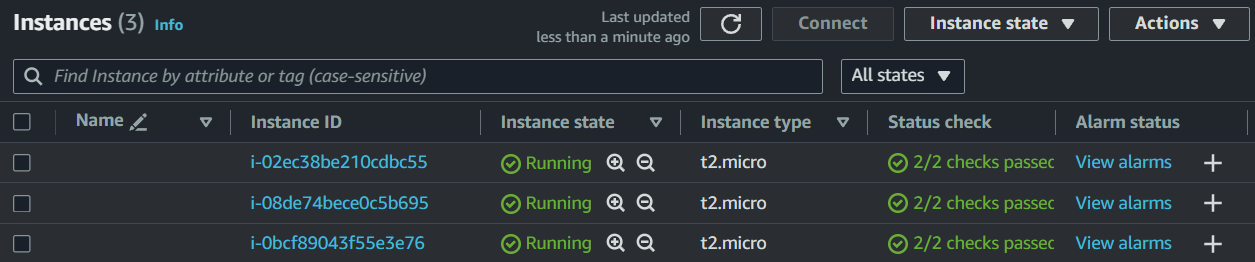 Instances (3) Info
Last updated
less than a minute ago
Connect
Instance state
Actions
Find Instance by attribute or tag (case-sensitive)
All states
Name Instance ID Instance state Instance type Status check Alarm status
i-02ec38be210cdbc55 Running t2.micro 2/2 checks passec View alarms +
i-08de74bece0c5b695 Running t2.micro 2/2 checks passec View alarms +
i-0bcf89043f55e3e76 Running t2.micro 2/2 checks passec View alarms +